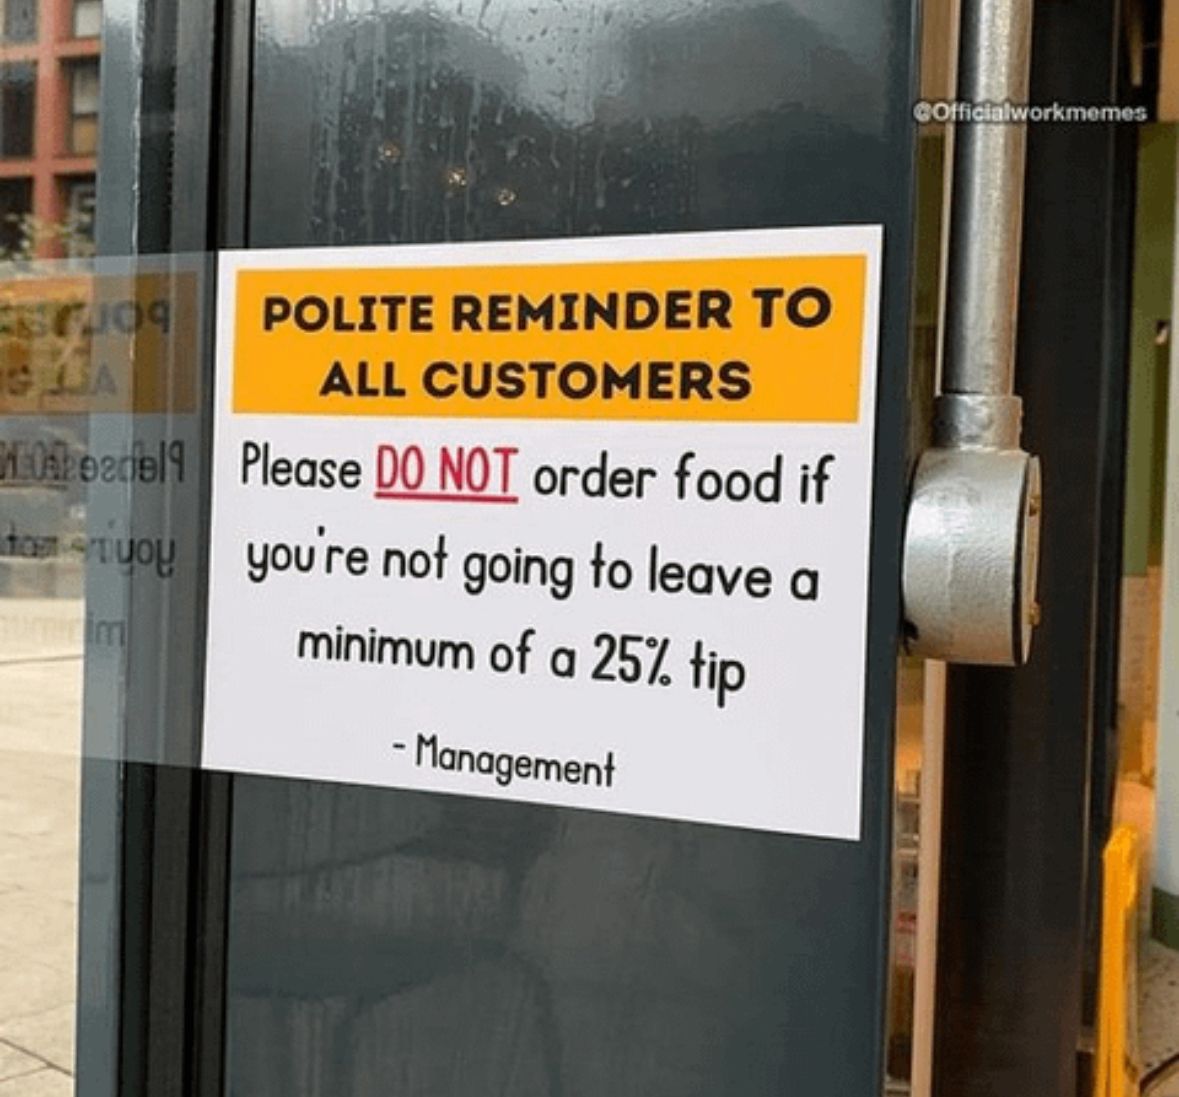 @Officialworkmemes
POLITE REMINDER TO
ALL CUSTOMERS
Please DO NOT order food if
you're not going to leave a
minimum of a 25% tip
- Management